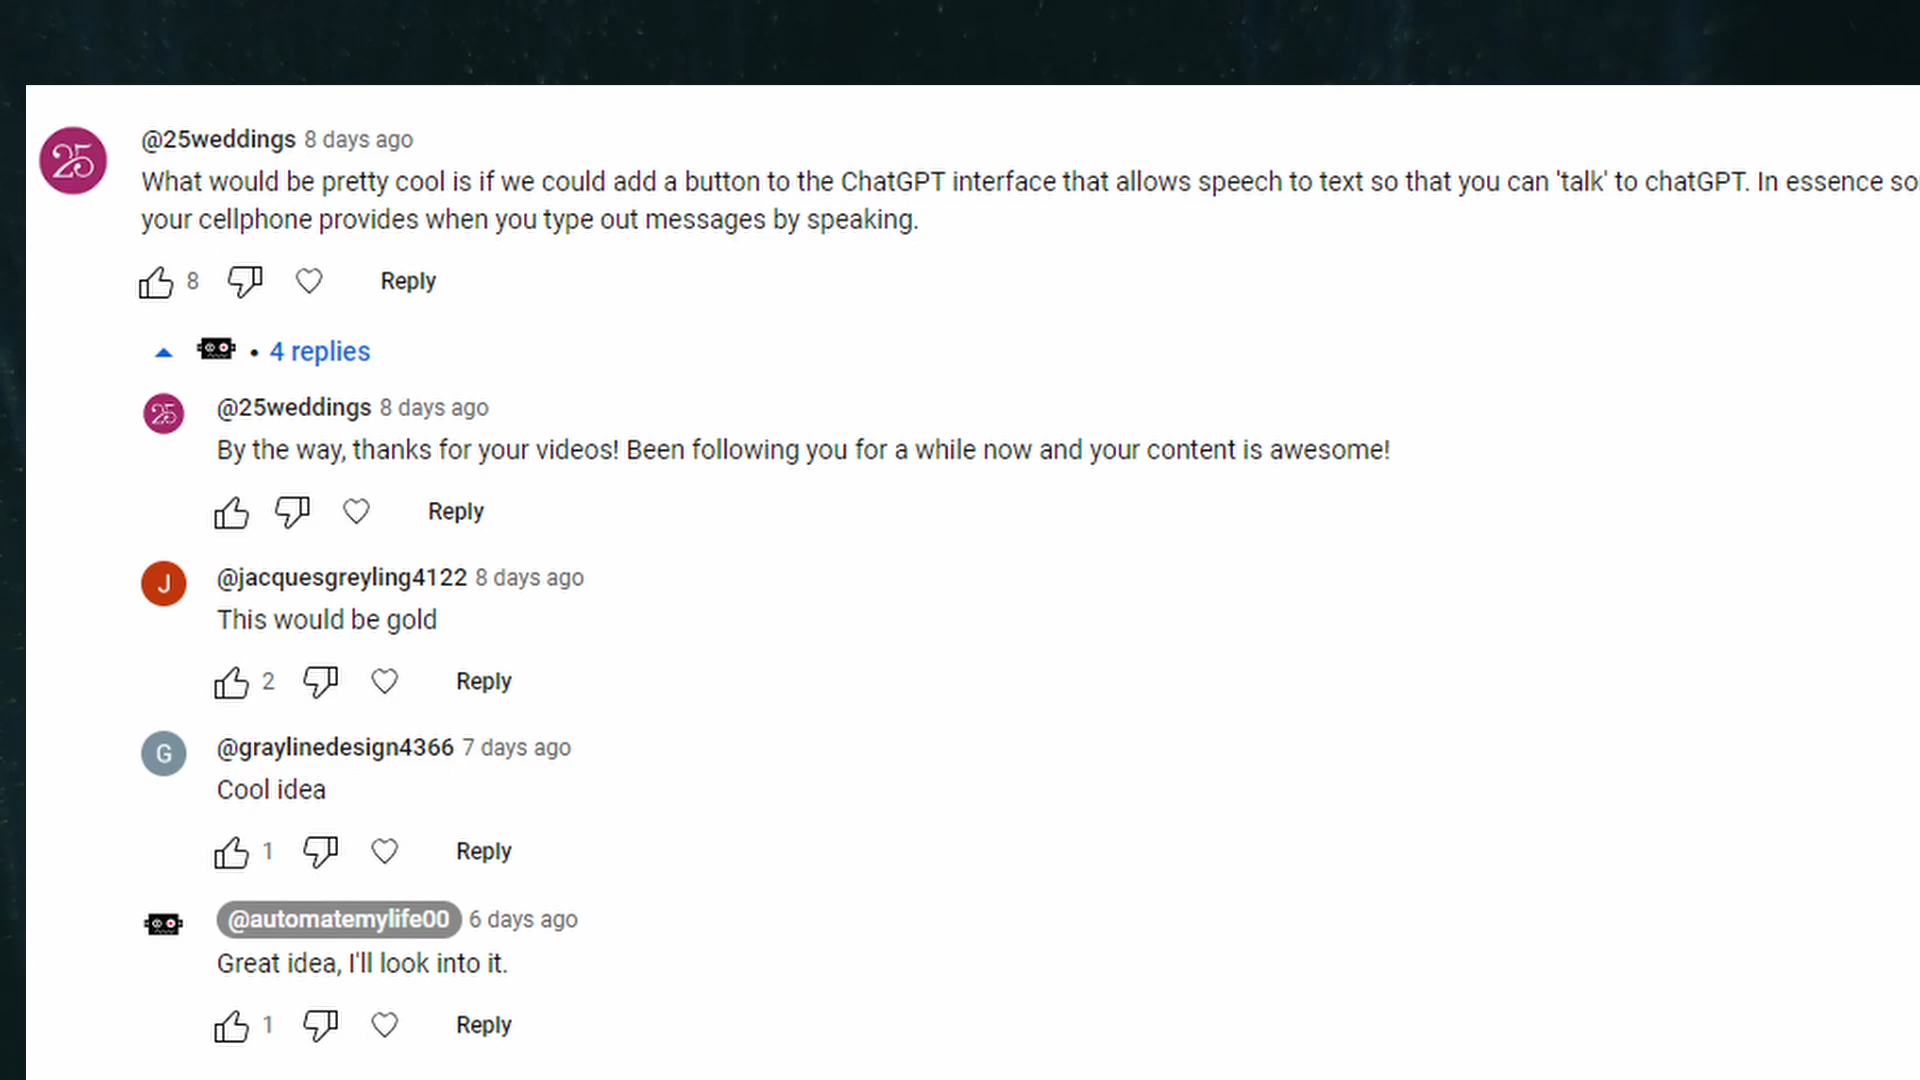 25
@25weddings 8 days ago
What would be pretty cool is if we could add a button to the ChatGPT interface that allows speech to text so that you can 'talk' to chatGPT. In essence
your cellphone provides when you type out messages by speaking.
8 Reply
• 4 replies
25
@25weddings 8 days ago
By the way, thanks for your videos! Been following you for a while now and your content is awesome!
Reply
J
@jacquesgreyling4122 8 days ago
This would be gold
2 Reply
G
@graylinedesign4366 7 days ago
Cool idea
1 Reply
@automatemylife00 6 days ago
Great idea, I'll look into it.
1 Reply